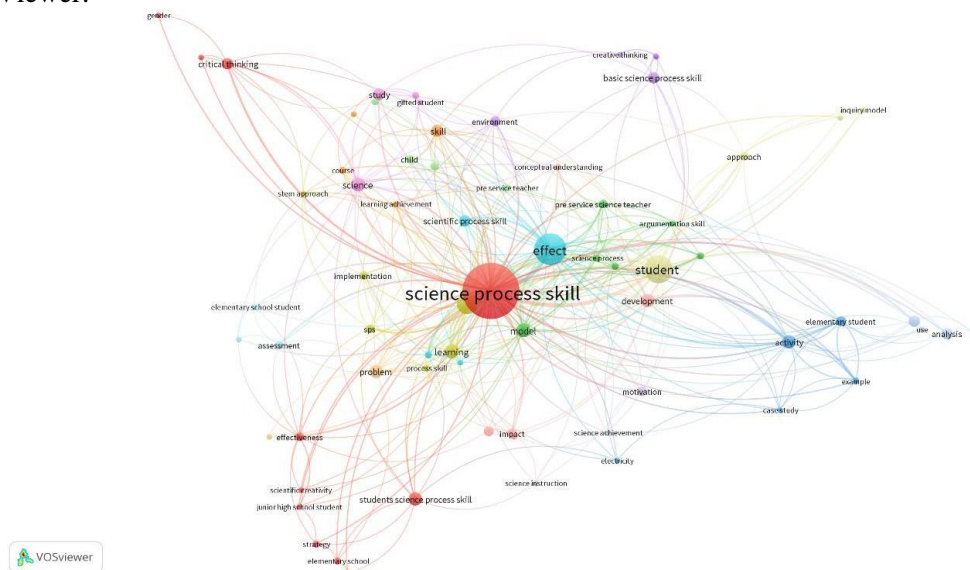 viewer.
gender
critical thinking
creative thinking
basic science process skill
study
gifted student
inquiry model
environment
skill
approach
child
conceptual understanding
course
science
pre service teacher
stem approach
learning achievement
pre service science teacher
scientific process skill
argumentation skill
effect
science process
student
implementation
science process skill
development
elementary school student
elementary student
sps
model
use
analysis
activity
assessment
learning
process skill
problem
example
motivation
case study
impact
science achievement
effectiveness
electricity
science instruction
scientific creativity
students science process skill
junior high school student
strategy
elementary school
VOSviewer